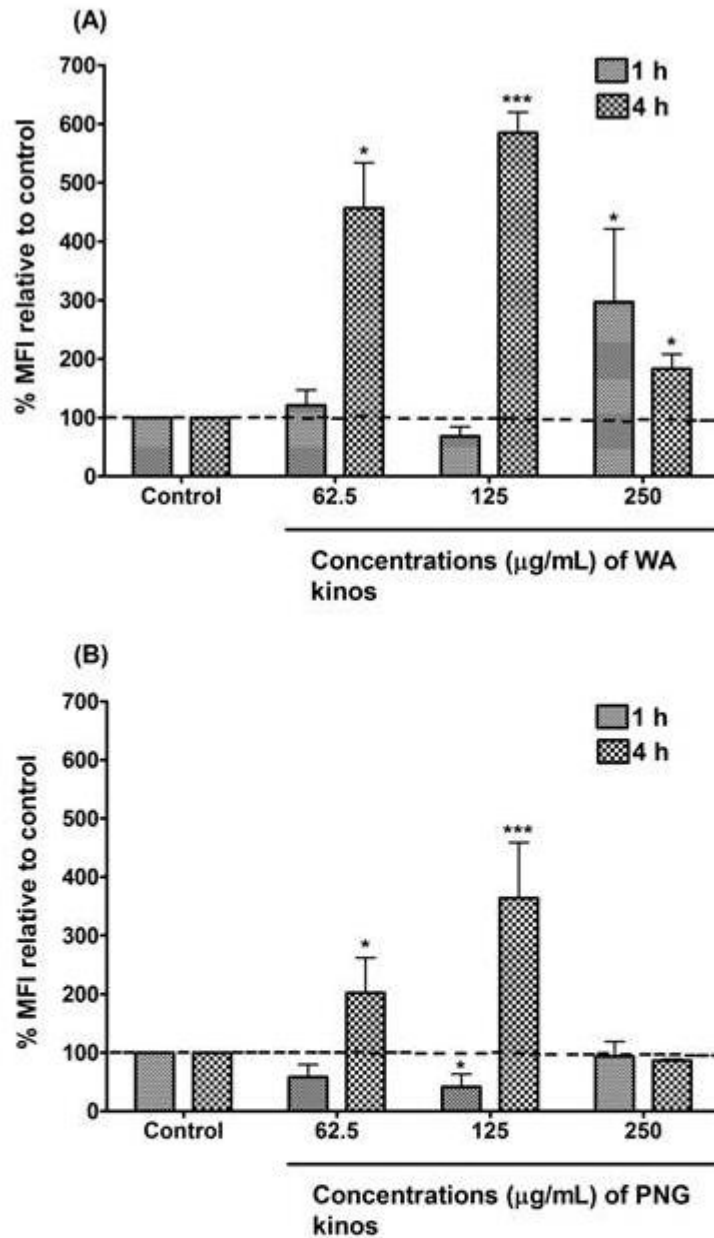 (A)
700
600
500
400
300
200
100
0
% MFI relative to control
1 h
4 h
*
***
*
*
Control 62.5 125 250
Concentrations (μg/mL) of WA
kinos
(B)
700
600
500
400
300
200
100
0
% MFI relative to control
1 h
4 h
*
*
***
Control 62.5 125 250
Concentrations (μg/mL) of PNG
kinos